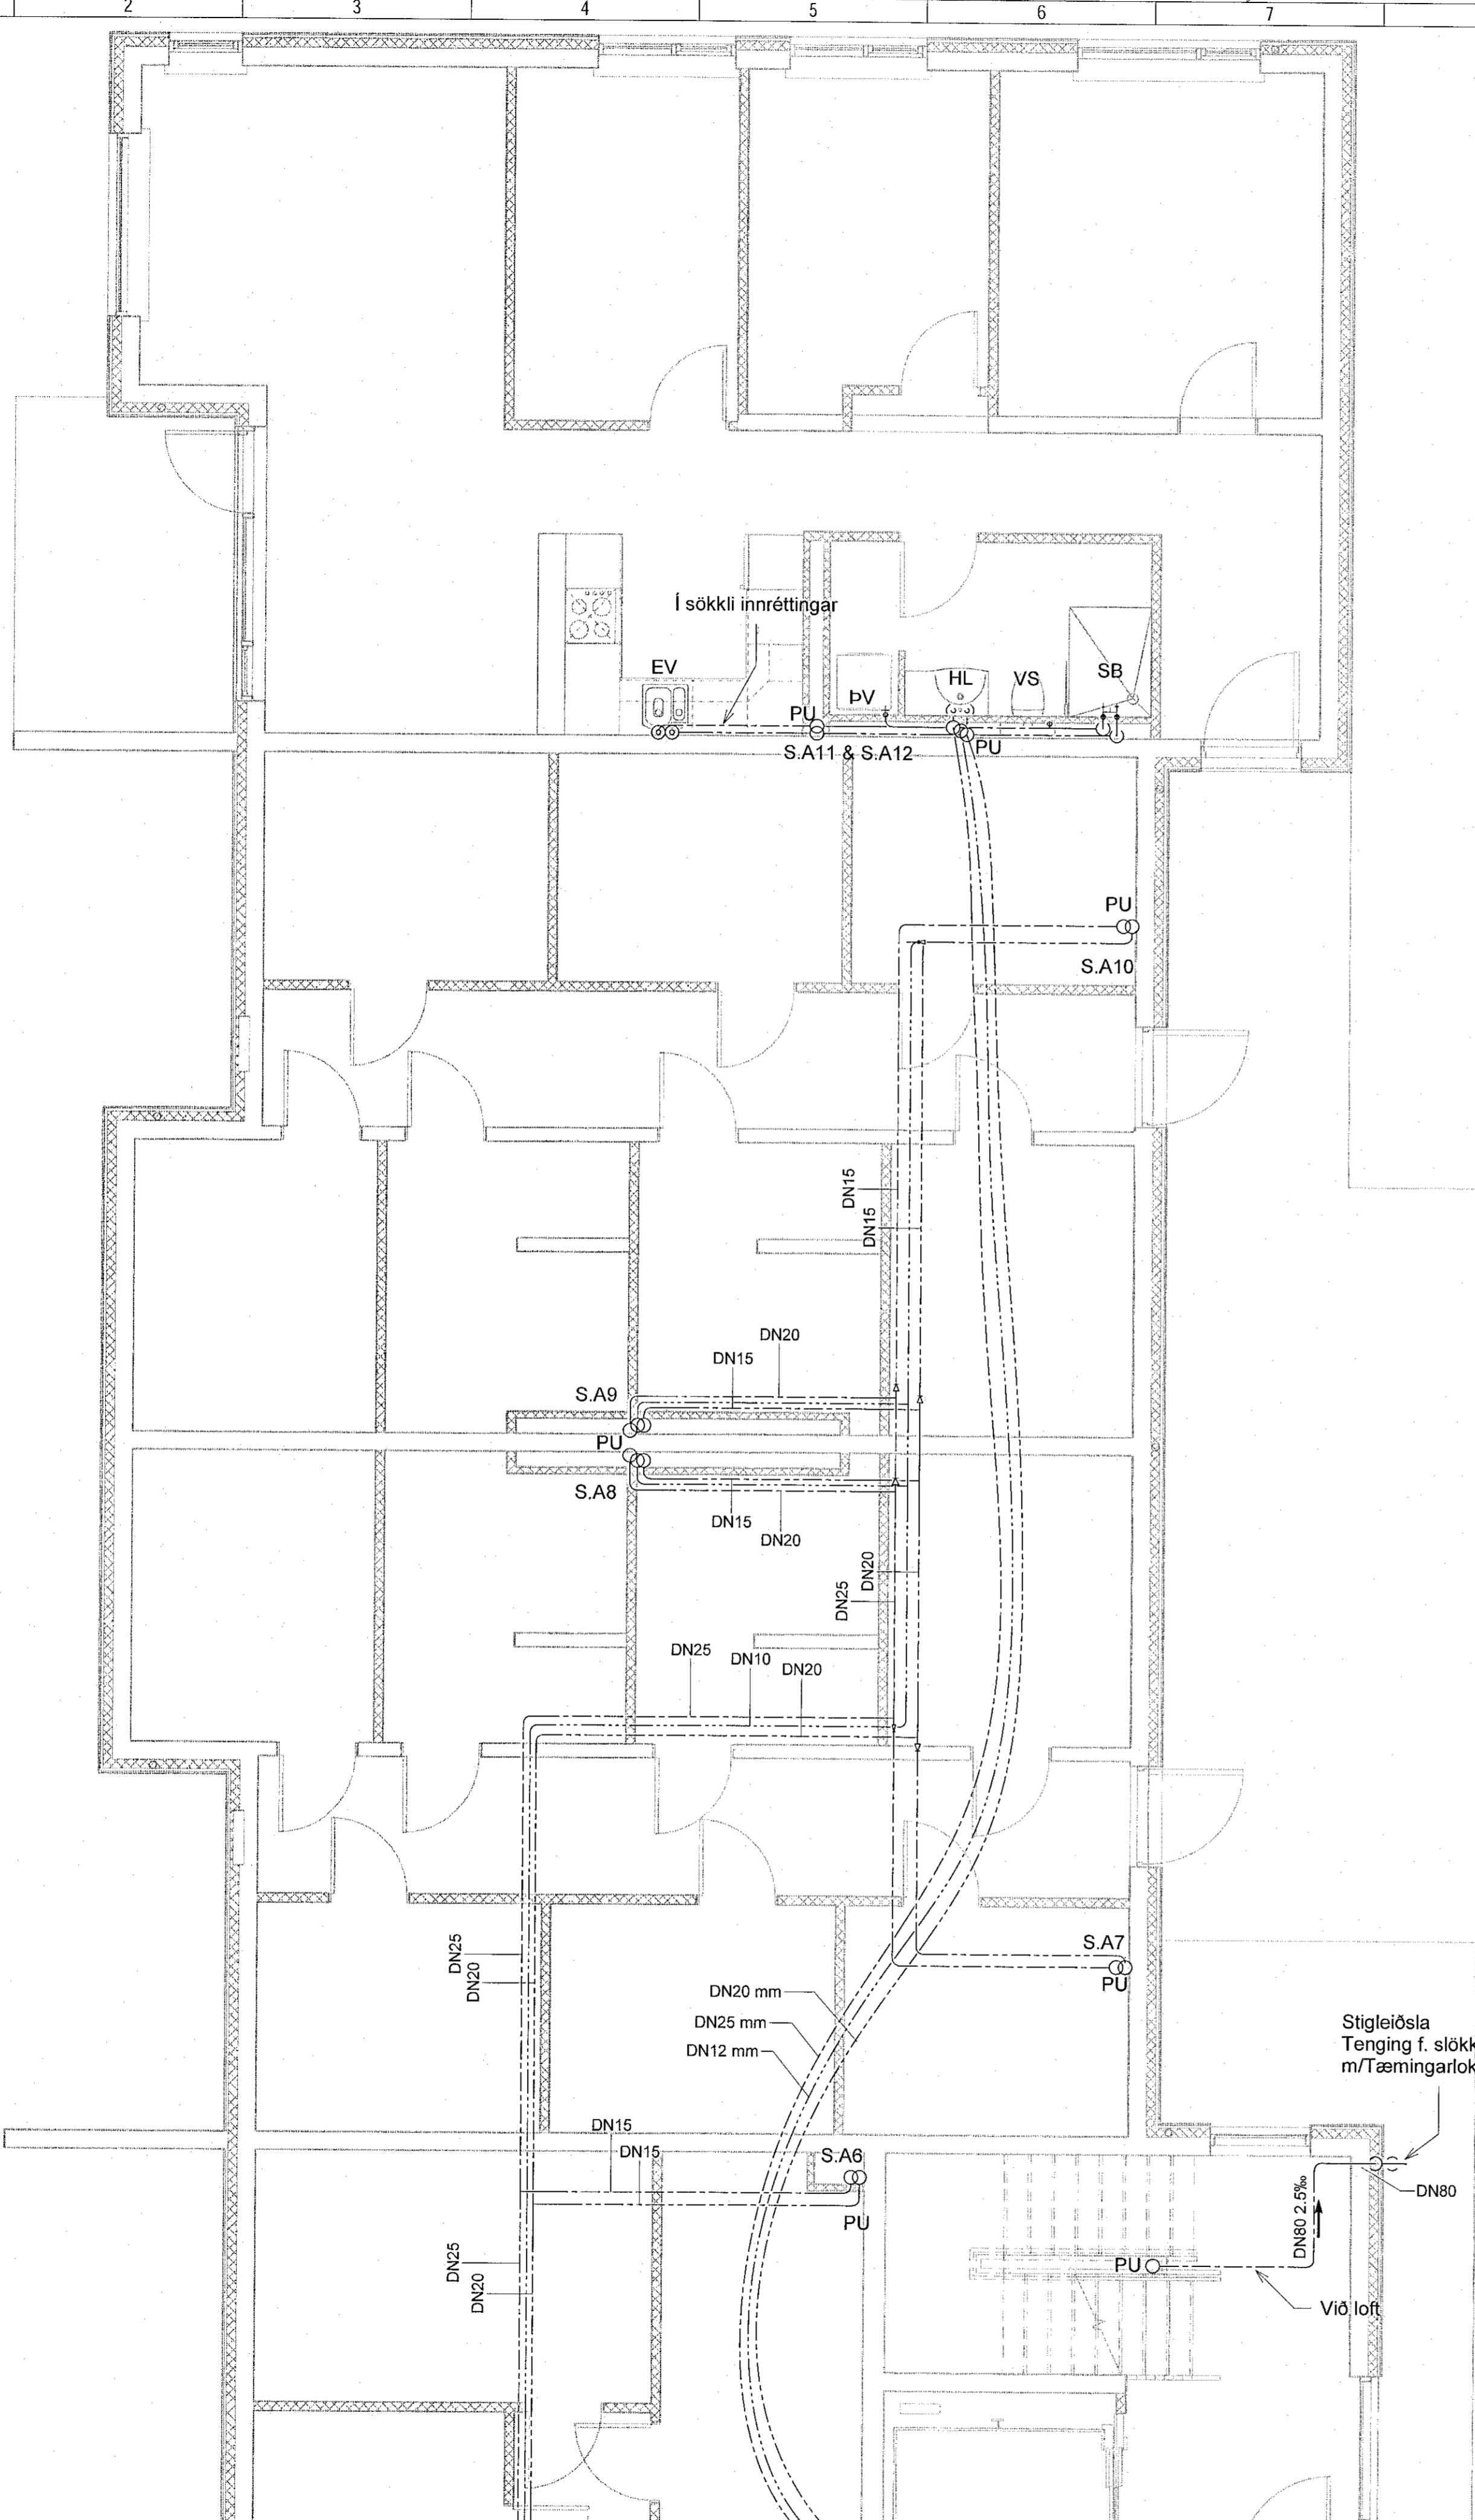 2 3 4 5 6 7
Í sökkli innréttingar
EV
ÞV
HL
VS
SB
PU
S.A11 & S.A12
PU
PU
S.A10
DN15
DN15
DN20
DN15
S.A9
PU
S.A8
DN15
DN20
DN20
DN25
DN25
DN10
DN20
DN25
DN20
S.A7
PU
DN20 mm
DN25 mm
DN12 mm
Stigleiðsla
Tenging f. slökk
m/Tæmingarlok
DN15
DN15
S.A6
PU
DN80
DN80 2.5‰
PU
Við loft
DN25
DN20